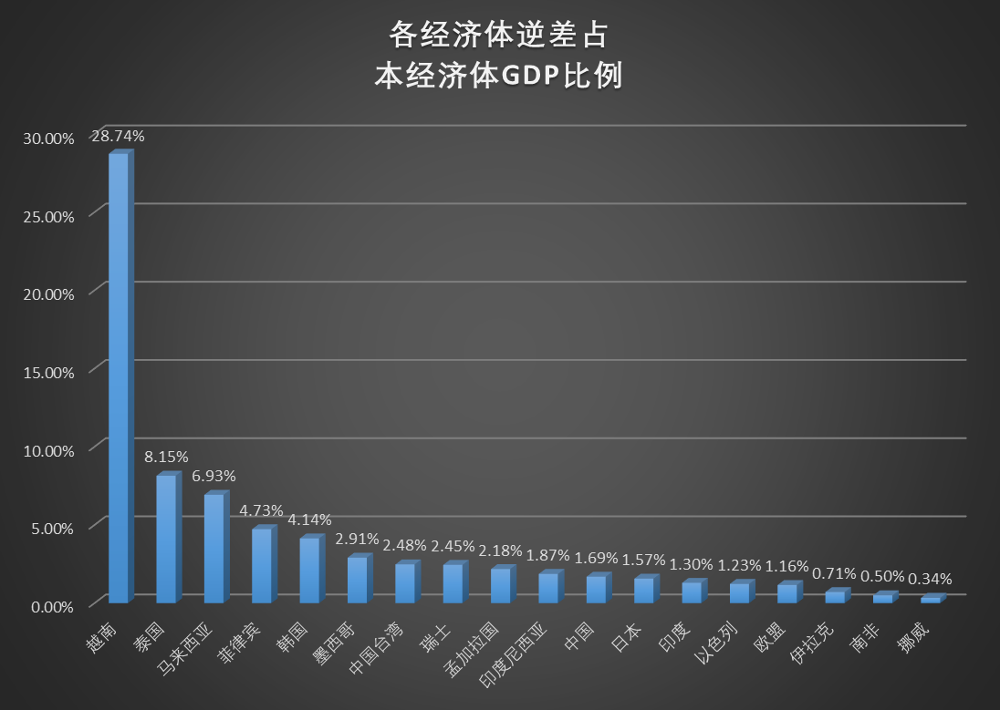 各经济体逆差占
本经济体GDP比例
30.00%
25.00%
20.00%
15.00%
10.00%
5.00%
0.00%
28.74%
8.15%
6.93%
4.73%
4.14%
2.91%
2.48%
2.45%
2.18%
1.87%
1.69%
1.57%
1.30%
1.23%
1.16%
0.71%
0.50%
0.34%
越南
泰国
马来西亚
菲律宾
韩国
墨西哥
中国台湾
瑞士
孟加拉国
印度尼西亚
中国
日本
印度
以色列
欧盟
伊拉克
南非
挪威